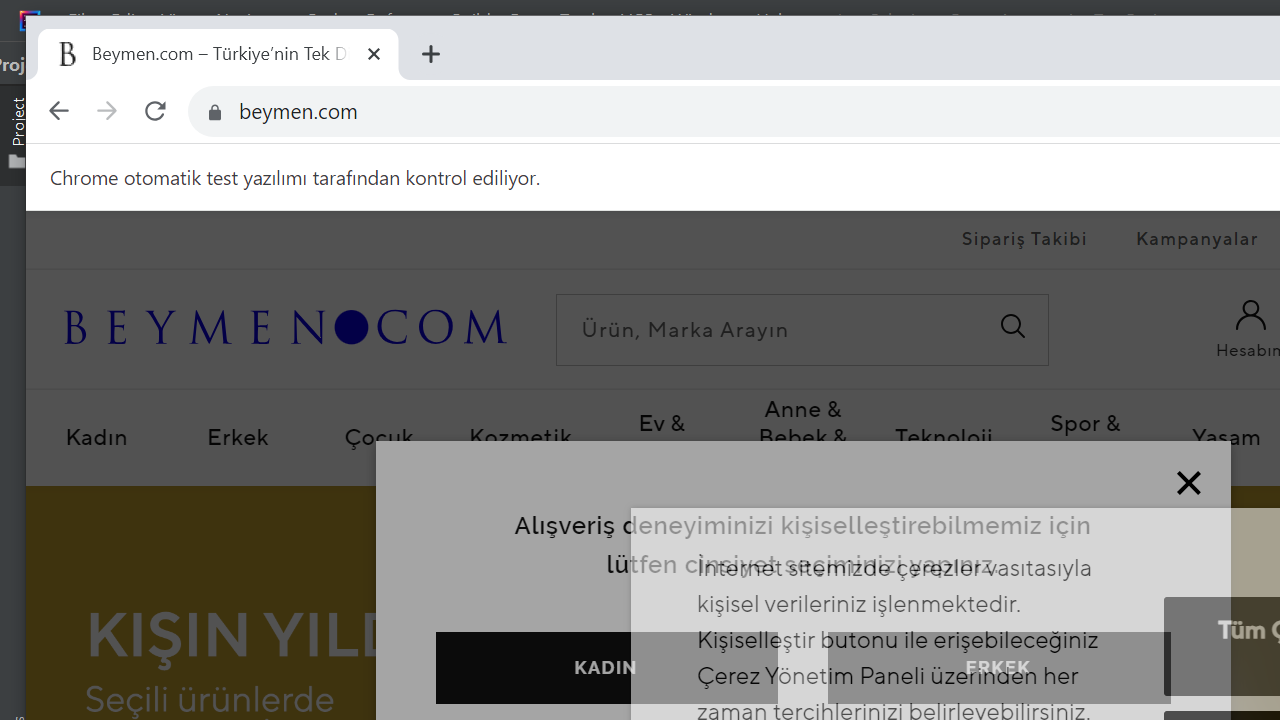 Project
Beymen.com – Türkiye'nin Tek D
beymen.com
Chrome otomatik test yazılımı tarafından kontrol ediliyor.
Sipariş Takibi Kampanyalar
BEYMEN COM
Ürün, Marka Arayın
Hesabım
Kadın Erkek Çocuk Kozmetik Ev & Anne & Bebek & Teknoloji Spor & Yaşam
Alışveriş deneyiminizi kişiselleştirebilmemiz için
lütfen cinsiyet seçiminizi yapınız.
KADIN ERKEK
İnternet sitemizde çerezler vasıtasıyla
kişisel verileriniz işlenmektedir.
Kişiselleştir butonu ile erişebileceğiniz
Çerez Yönetim Paneli üzerinden her
zaman tercihlerinizi belirleyebilirsiniz.
Tüm Ç
KIŞIN YILD
Seçili ürünlerde